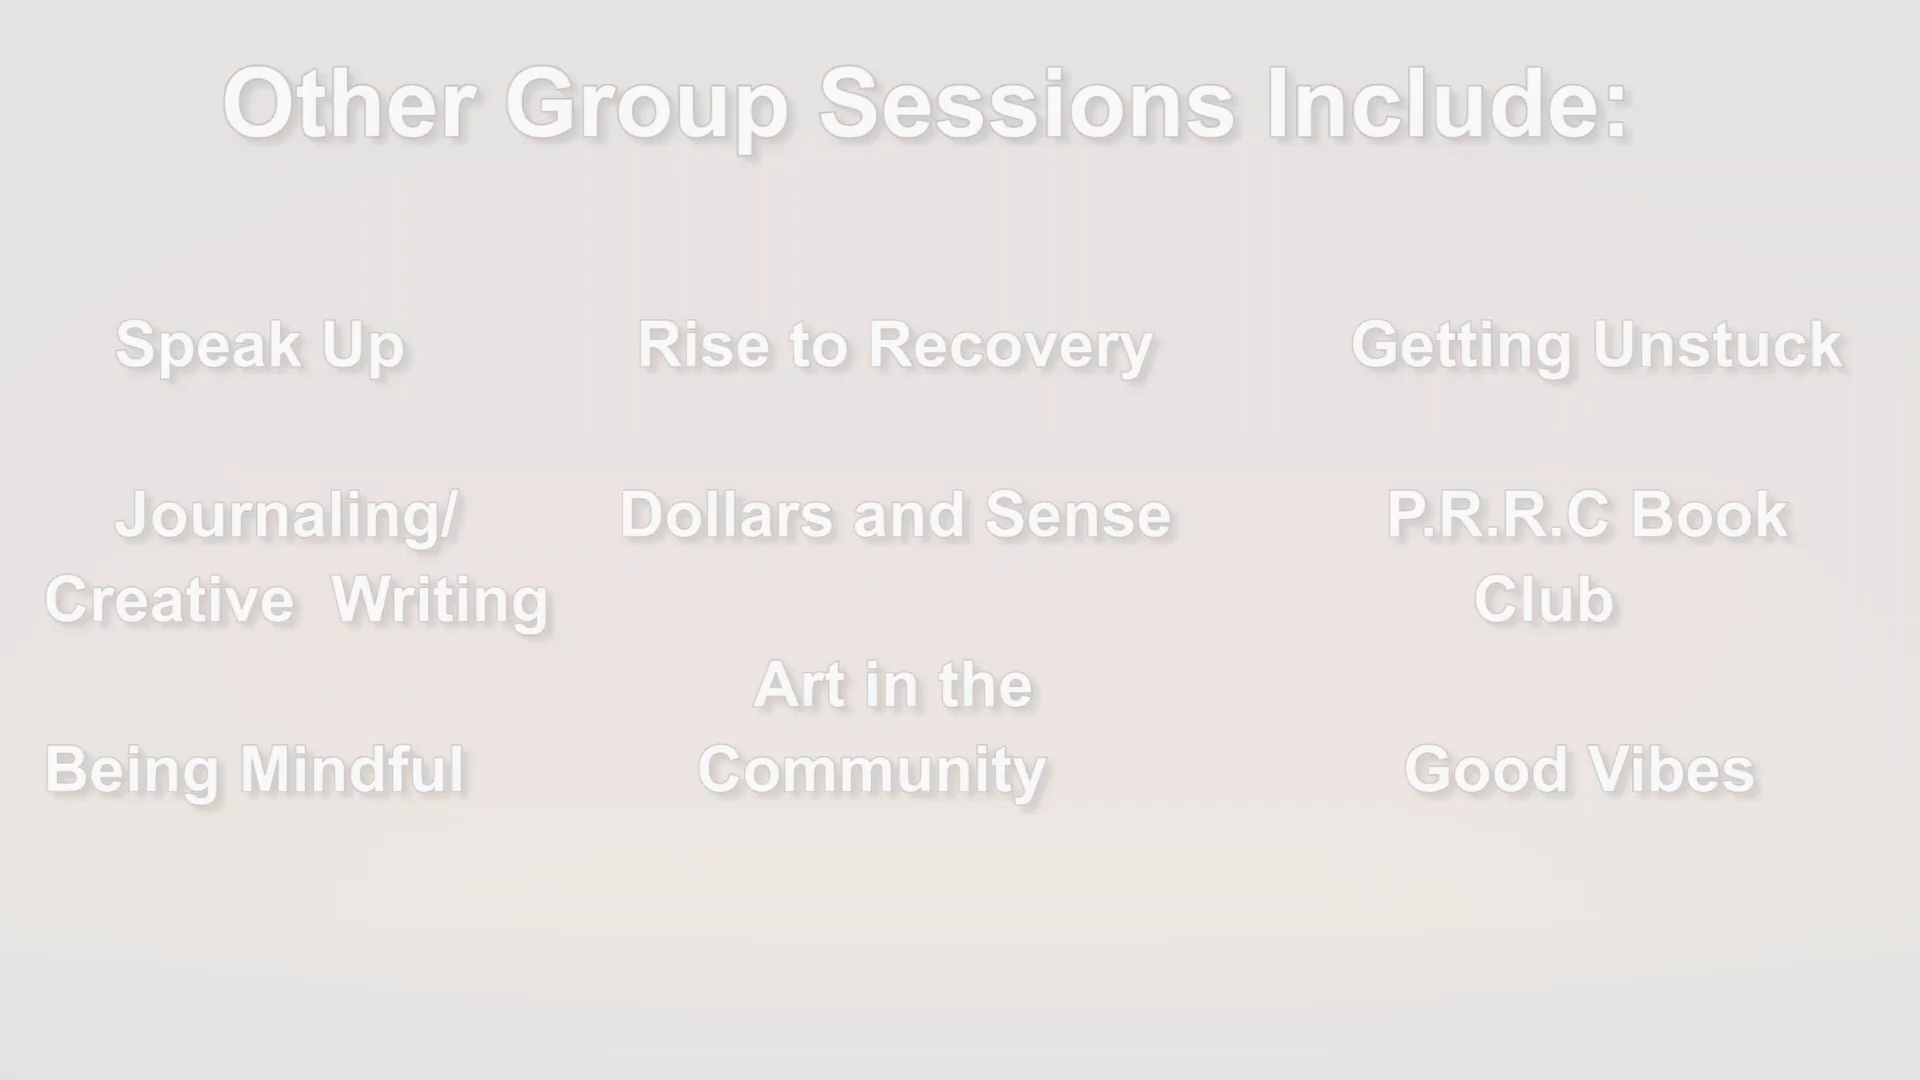 Other Group Sessions Include:
Speak Up
Rise to Recovery
Getting Unstuck
Journaling/
Creative  Writing
Dollars and Sense
P.R.R.C Book
Club
Being Mindful
Art in the
Community
Good Vibes